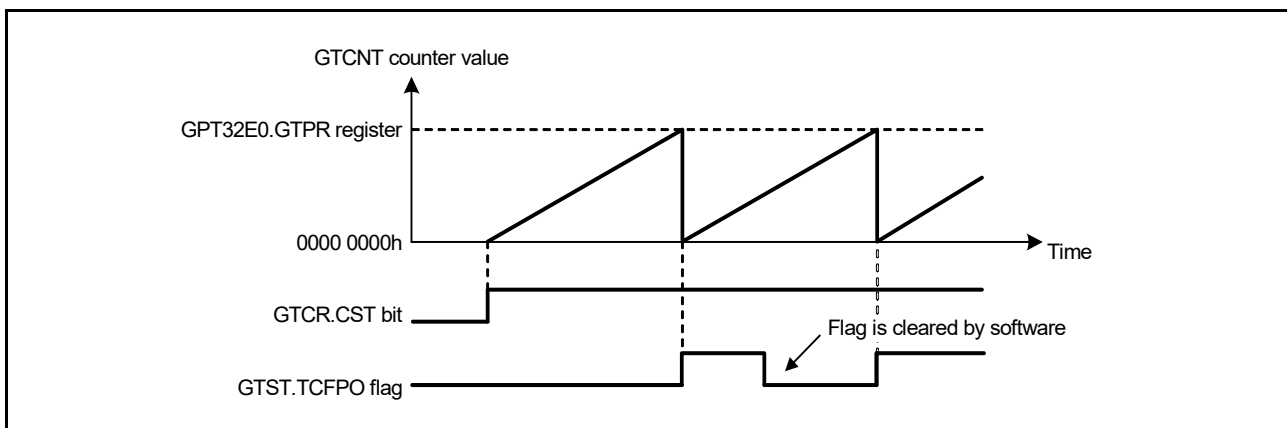 GTCNT counter value
GPT32E0.GTPR register
0000 0000h
Time
GTCR.CST bit
Flag is cleared by software
GTST.TCFPO flag